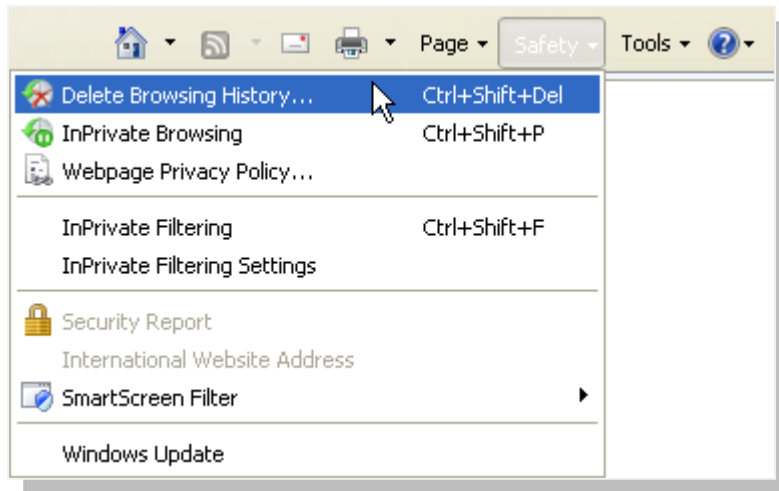 Page Safety Tools
Delete Browsing History... Ctrl+Shift+Del
InPrivate Browsing Ctrl+Shift+P
Webpage Privacy Policy...
InPrivate Filtering Ctrl+Shift+F
InPrivate Filtering Settings
Security Report
International Website Address
SmartScreen Filter
Windows Update